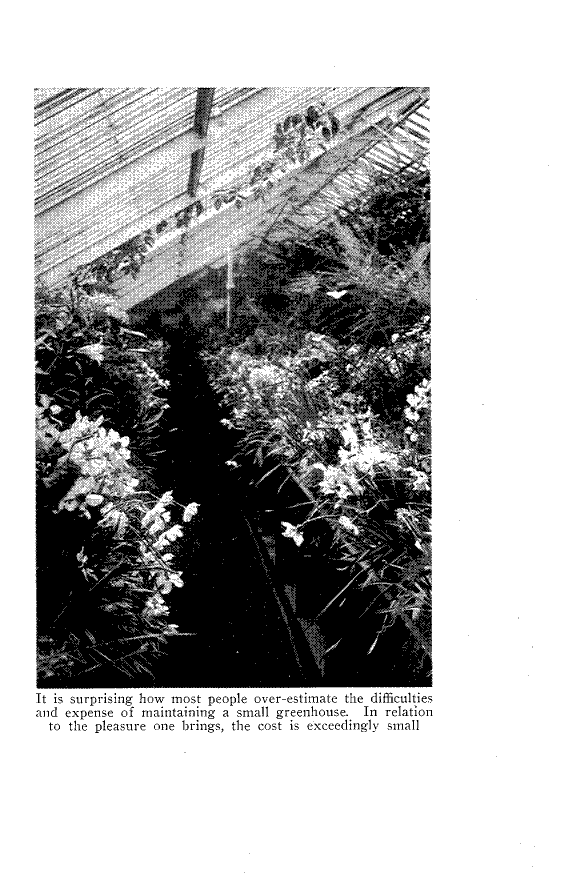 It is surprising how most people over-estimate the difficulties
and expense of maintaining a small greenhouse. In relation
to the pleasure one brings, the cost is exceedingly small